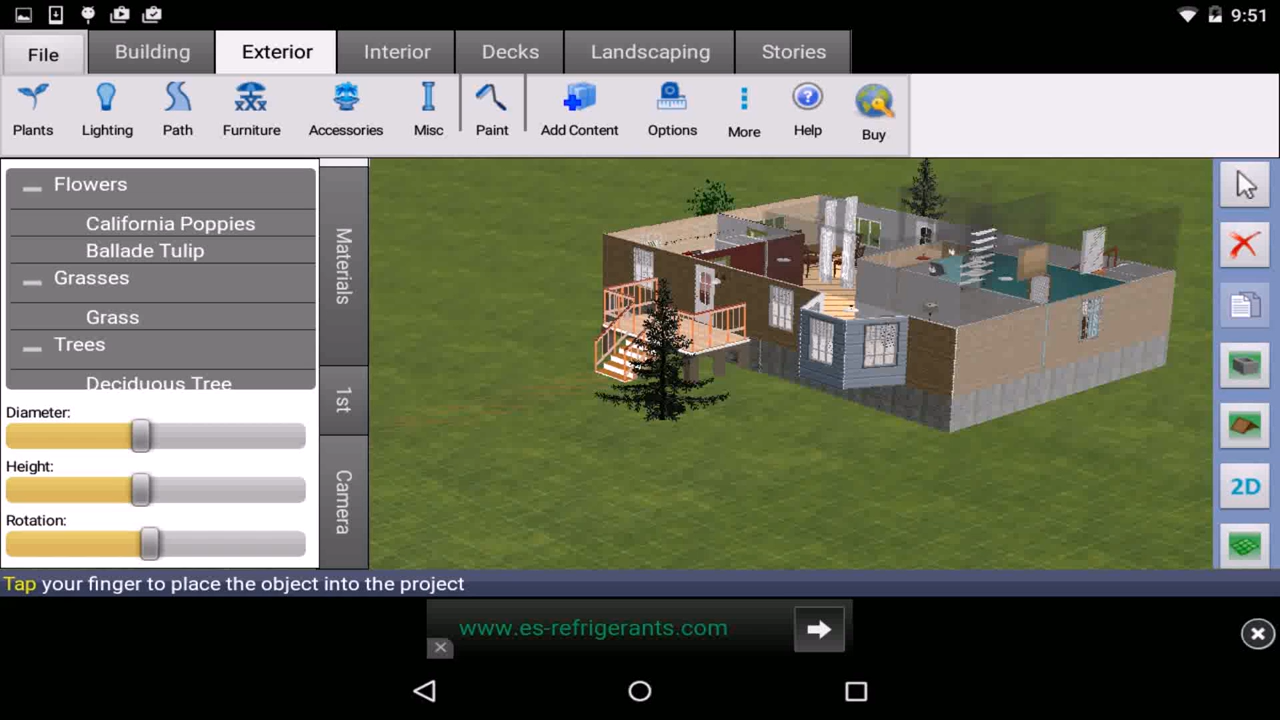 9:51
File
Building
Exterior
Interior
Decks
Landscaping
Stories
Plants
Lighting
Path
Furniture
Accessories
Misc
Paint
Add Content
Options
More
Help
Buy
Flowers
California Poppies
Ballade Tulip
Grasses
Grass
Trees
Deciduous Tree
Diameter:
Height:
Rotation:
Materials
1st
Camera
2D
Tap your finger to place the object into the project
www.es-refrigerants.com